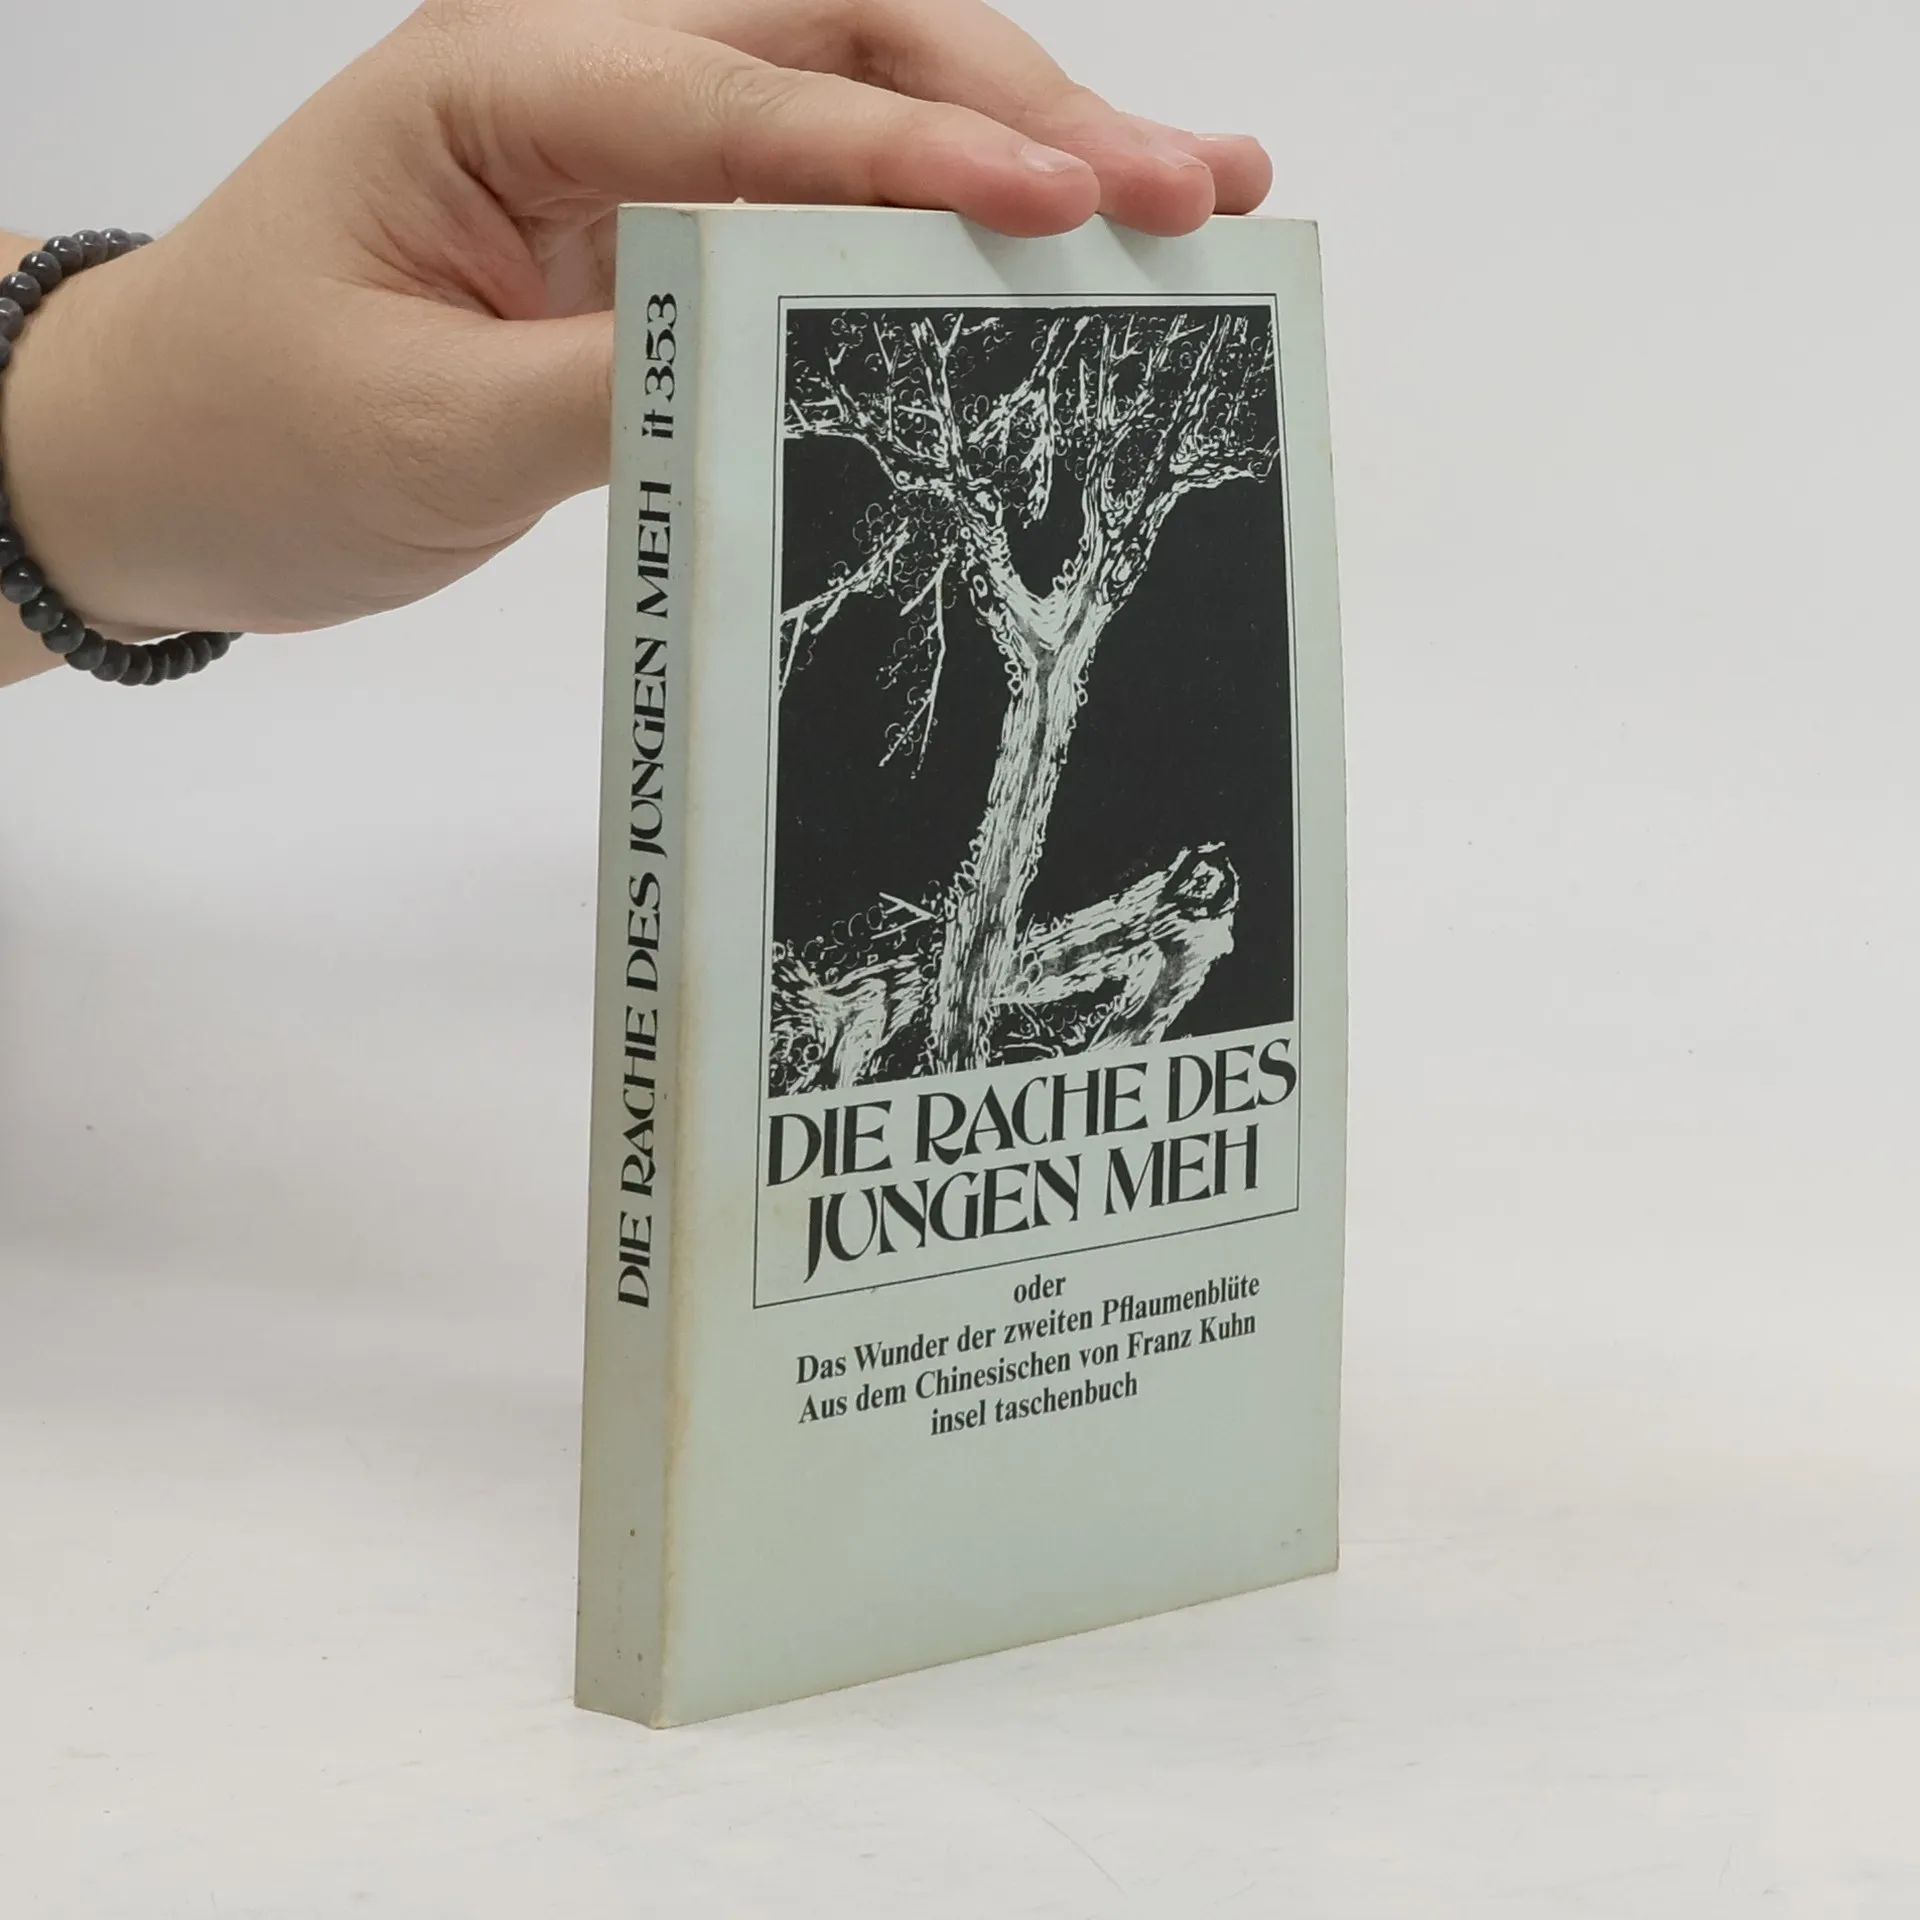 DIE RACHE DES JUNGEN MEH it 353
DIE RACHE DES
JUNGEN MEH
oder
Das Wunder der zweiten Pflaumenblüte
Aus dem Chinesischen von Franz Kuhn
insel taschenbuch